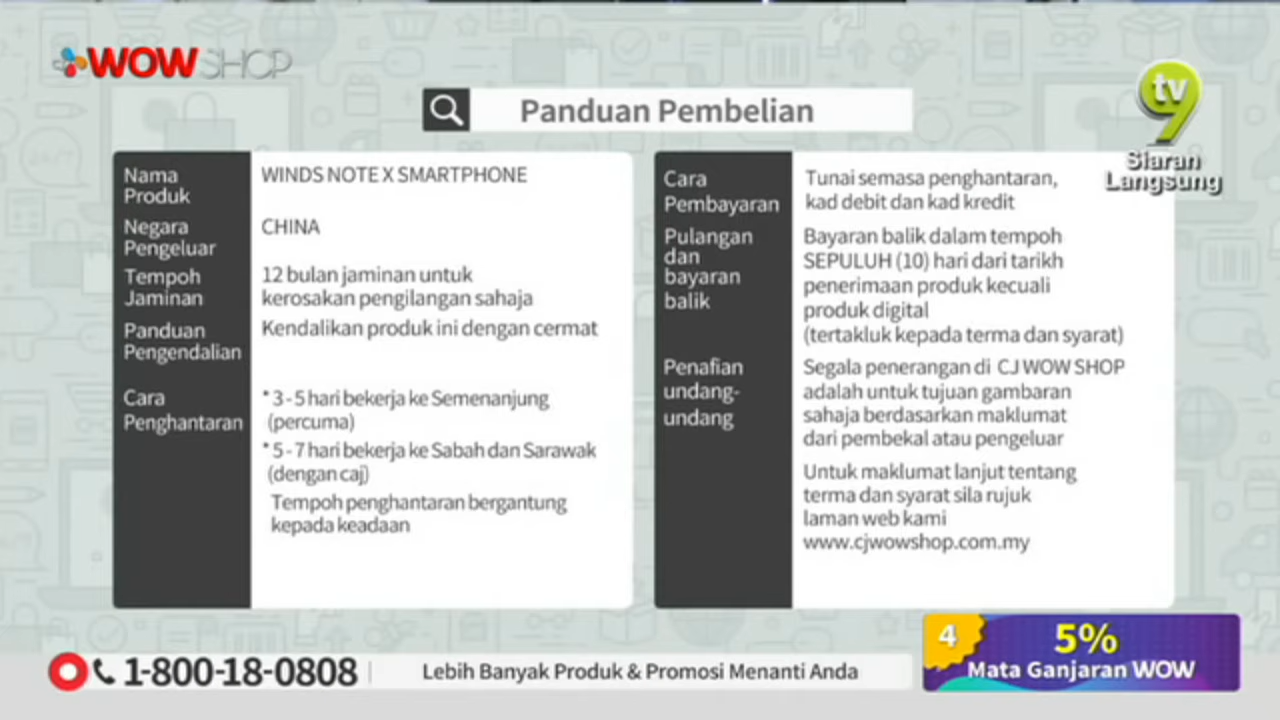 WOWSHOP
tv
9
Siaran
Langsung
Panduan Pembelian
Nama
Produk
WINDS NOTE X SMARTPHONE
Negara
Pengeluar
CHINA
Tempoh
Jaminan
12 bulan jaminan untuk
kerosakan pengilangan sahaja
Panduan
Pengendalian
Kendalikan produk ini dengan cermat
Cara
Penghantaran
* 3 - 5 hari bekerja ke Semenanjung
(percuma)
* 5 - 7 hari bekerja ke Sabah dan Sarawak
(dengan caj)
Tempoh penghantaran bergantung
kepada keadaan
Cara
Pembayaran
Tunai semasa penghantaran,
kad debit dan kad kredit
Pulangan
dan
bayaran
balik
Bayaran balik dalam tempoh
SEPULUH (10) hari dari tarikh
penerimaan produk kecuali
produk digital
(tertakluk kepada terma dan syarat)
Penafian
undang-
undang
Segala penerangan di CJ WOW SHOP
adalah untuk tujuan gambaran
sahaja berdasarkan maklumat
dari pembekal atau pengeluar
Untuk maklumat lanjut tentang
terma dan syarat sila rujuk
laman web kami
www.cjwowshop.com.my
1-800-18-0808
Lebih Banyak Produk & Promosi Menanti Anda
4
5%
Mata Ganjaran WOW